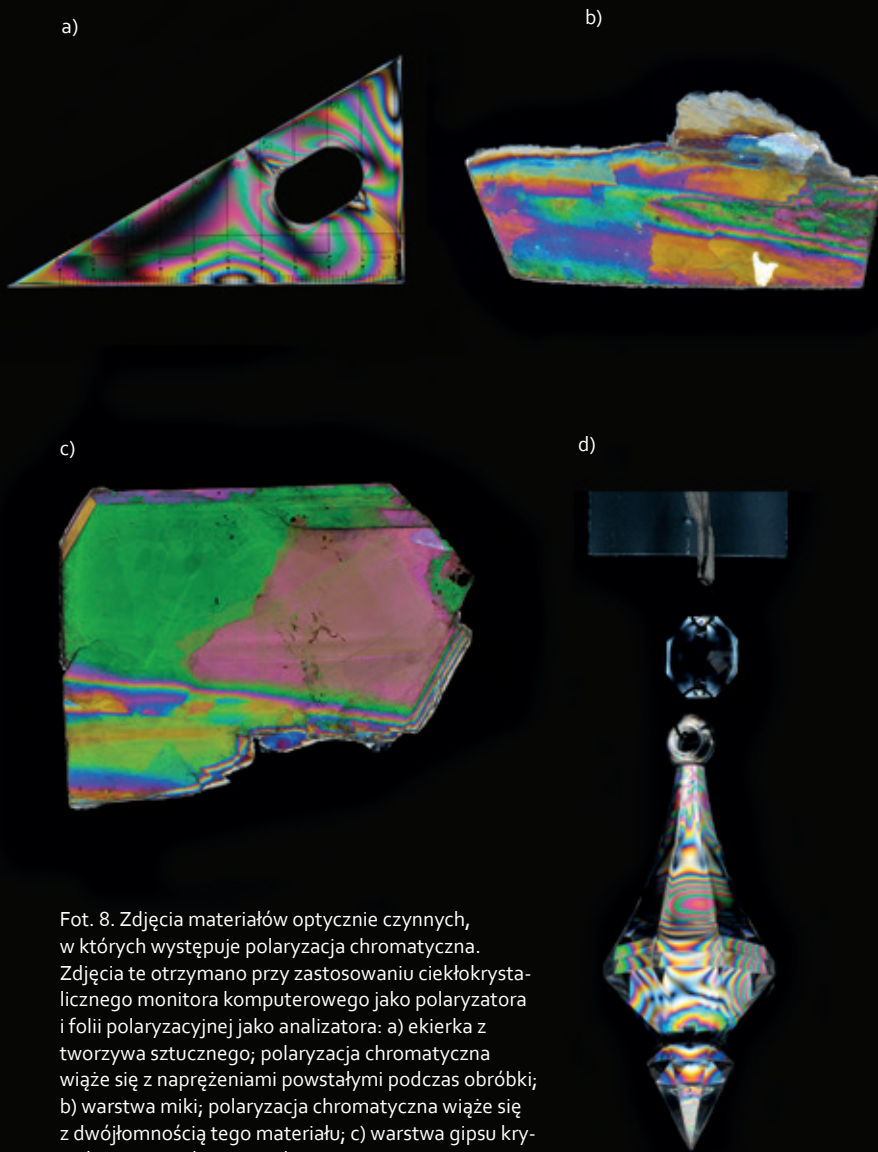 a)
b)
c)
d)
Fot. 8. Zdjęcia materiałów optycznie czynnych,
w których występuje polaryzacja chromatyczna.
Zdjęcia te otrzymano przy zastosowaniu ciekłokrysta-
licznego monitora komputerowego jako polaryzatora
i folii polaryzacyjnej jako analizatora: a) ekierka z
tworzywa sztucznego; polaryzacja chromatyczna
wiąże się z naprężeniami powstałymi podczas obróbki;
b) warstwa miki; polaryzacja chromatyczna wiąże się
z dwójłomnością tego materiału; c) warstwa gipsu kry-